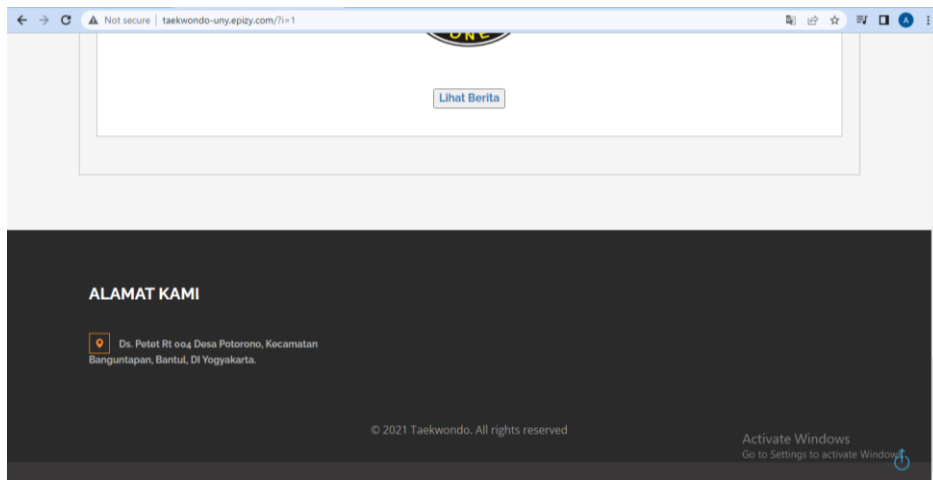 Not secure | taekwondo-uny.epizy.com/?i=1
A
Lihat Berita
ALAMAT KAMI
Ds. Petet Rt 004 Desa Potorono, Kecamatan
Banguntapan, Bantul, DI Yogyakarta.
© 2021 Taekwondo. All rights reserved
Activate Windows
Go to Settings to activate Windows.